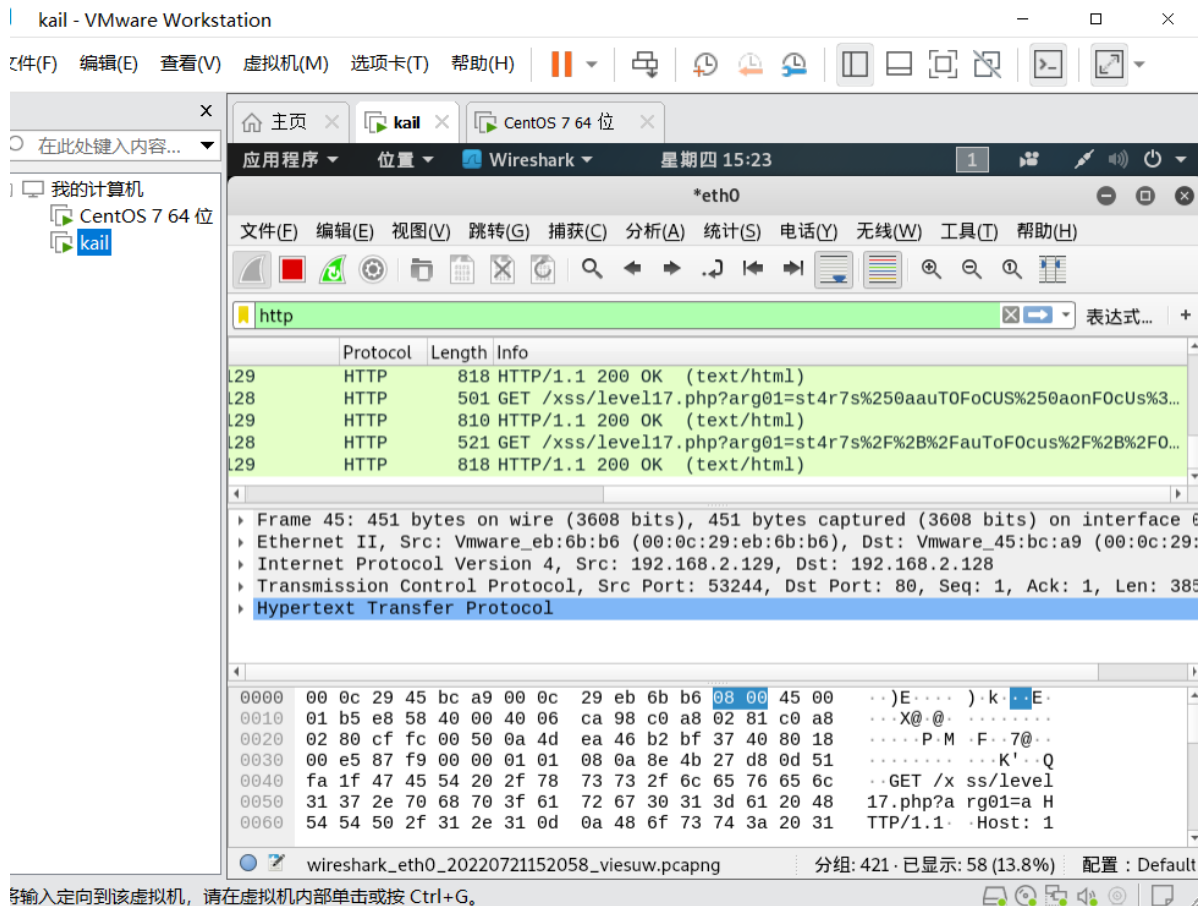 kail - VMware Workstation
文件(F) 编辑(E) 查看(V) 虚拟机(M) 选项卡(T) 帮助(H)
在此处键入内容...
我的计算机
CentOS 7 64 位
kail
主页 kail CentOS 7 64 位
应用程序 位置 Wireshark 星期四 15:23 1
*eth0
文件(F) 编辑(E) 视图(V) 跳转(G) 捕获(C) 分析(A) 统计(S) 电话(Y) 无线(W) 工具(T) 帮助(H)
http 表达式… +
Protocol Length Info
129 HTTP 818 HTTP/1.1 200 OK (text/html)
128 HTTP 501 GET /xss/level17.php?arg01=st4r7s%250aauTOFoCUS%250aonFOcUs%3…
129 HTTP 810 HTTP/1.1 200 OK (text/html)
128 HTTP 521 GET /xss/level17.php?arg01=st4r7s%2F%2B%2FauToFOcus%2F%2B%2FO…
129 HTTP 818 HTTP/1.1 200 OK (text/html)
Frame 45: 451 bytes on wire (3608 bits), 451 bytes captured (3608 bits) on interface 0
Ethernet II, Src: Vmware_eb:6b:b6 (00:0c:29:eb:6b:b6), Dst: Vmware_45:bc:a9 (00:0c:29:
Internet Protocol Version 4, Src: 192.168.2.129, Dst: 192.168.2.128
Transmission Control Protocol, Src Port: 53244, Dst Port: 80, Seq: 1, Ack: 1, Len: 385
Hypertext Transfer Protocol
0000 00 0c 29 45 bc a9 00 0c 29 eb 6b b6 08 00 45 00 ··)E···· )·k···E·
0010 01 b5 e8 58 40 00 40 06 ca 98 c0 a8 02 81 c0 a8 ···X@·@· ········
0020 02 80 cf fc 00 50 0a 4d ea 46 b2 bf 37 40 80 18 ·····P·M ·F··7@··
0030 00 e5 87 f9 00 00 01 01 08 0a 8e 4b 27 d8 0d 51 ········ ···K'··Q
0040 fa 1f 47 45 54 20 2f 78 73 73 2f 6c 65 76 65 6c ··GET /x ss/level
0050 31 37 2e 70 68 70 3f 61 72 67 30 31 3d 61 20 48 17.php?a rg01=a H
0060 54 54 50 2f 31 2e 31 0d 0a 48 6f 73 74 3a 20 31 TTP/1.1· ·Host: 1
wireshark_eth0_20220721152058_viesuw.pcapng 分组: 421 · 已显示: 58 (13.8%) 配置：Default
将输入定向到该虚拟机，请在虚拟机内部单击或按 Ctrl+G。